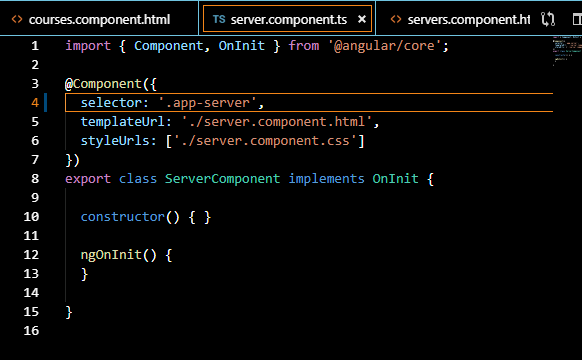 courses.component.html TS server.component.ts × servers.component.ht
1 import { Component, OnInit } from '@angular/core';
2
3 @Component({
4   selector: '.app-server',
5   templateUrl: './server.component.html',
6   styleUrls: ['./server.component.css']
7 })
8 export class ServerComponent implements OnInit {
9
10   constructor() { }
11
12   ngOnInit() {
13   }
14
15 }
16